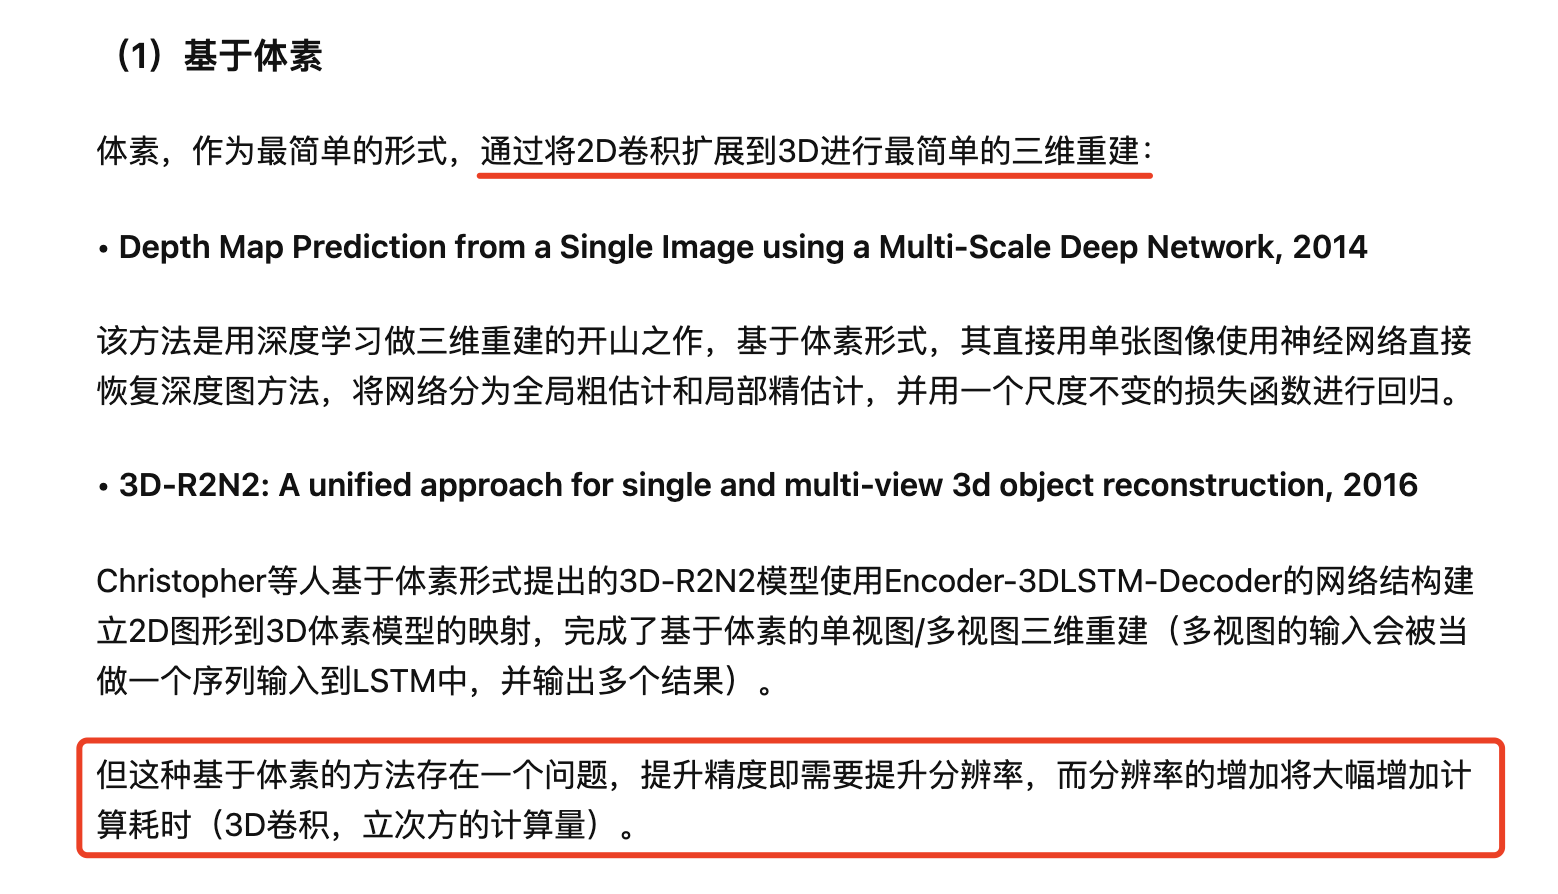 （1）基于体素
体素，作为最简单的形式，通过将2D卷积扩展到3D进行最简单的三维重建：
• Depth Map Prediction from a Single Image using a Multi-Scale Deep Network, 2014
该方法是用深度学习做三维重建的开山之作，基于体素形式，其直接用单张图像使用神经网络直接
恢复深度图方法，将网络分为全局粗估计和局部精估计，并用一个尺度不变的损失函数进行回归。
• 3D-R2N2: A unified approach for single and multi-view 3d object reconstruction, 2016
Christopher等人基于体素形式提出的3D-R2N2模型使用Encoder-3DLSTM-Decoder的网络结构建
立2D图形到3D体素模型的映射，完成了基于体素的单视图/多视图三维重建（多视图的输入会被当
做一个序列输入到LSTM中，并输出多个结果）。
但这种基于体素的方法存在一个问题，提升精度即需要提升分辨率，而分辨率的增加将大幅增加计
算耗时（3D卷积，立次方的计算量）。